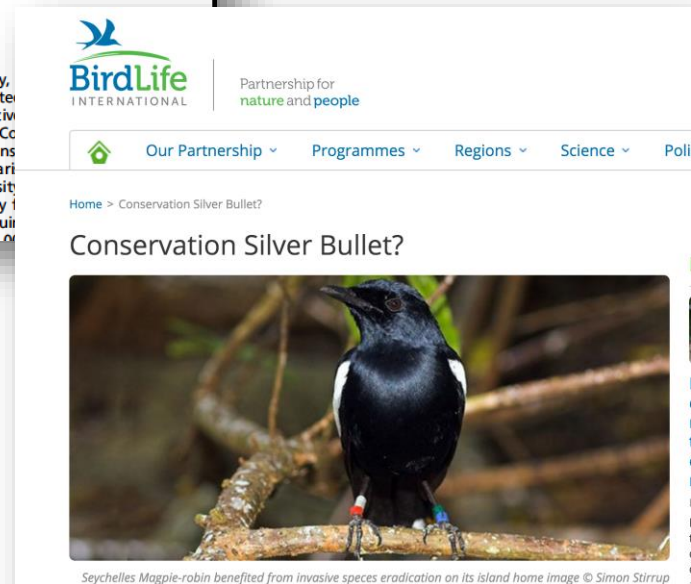 BirdLife
INTERNATIONAL
Partnership for
nature and people
Our Partnership
Programmes
Regions
Science
Home > Conservation Silver Bullet?
Conservation Silver Bullet?
Seychelles Magpie-robin benefited from invasive speces eradication on its island home image © Simon Stirrup